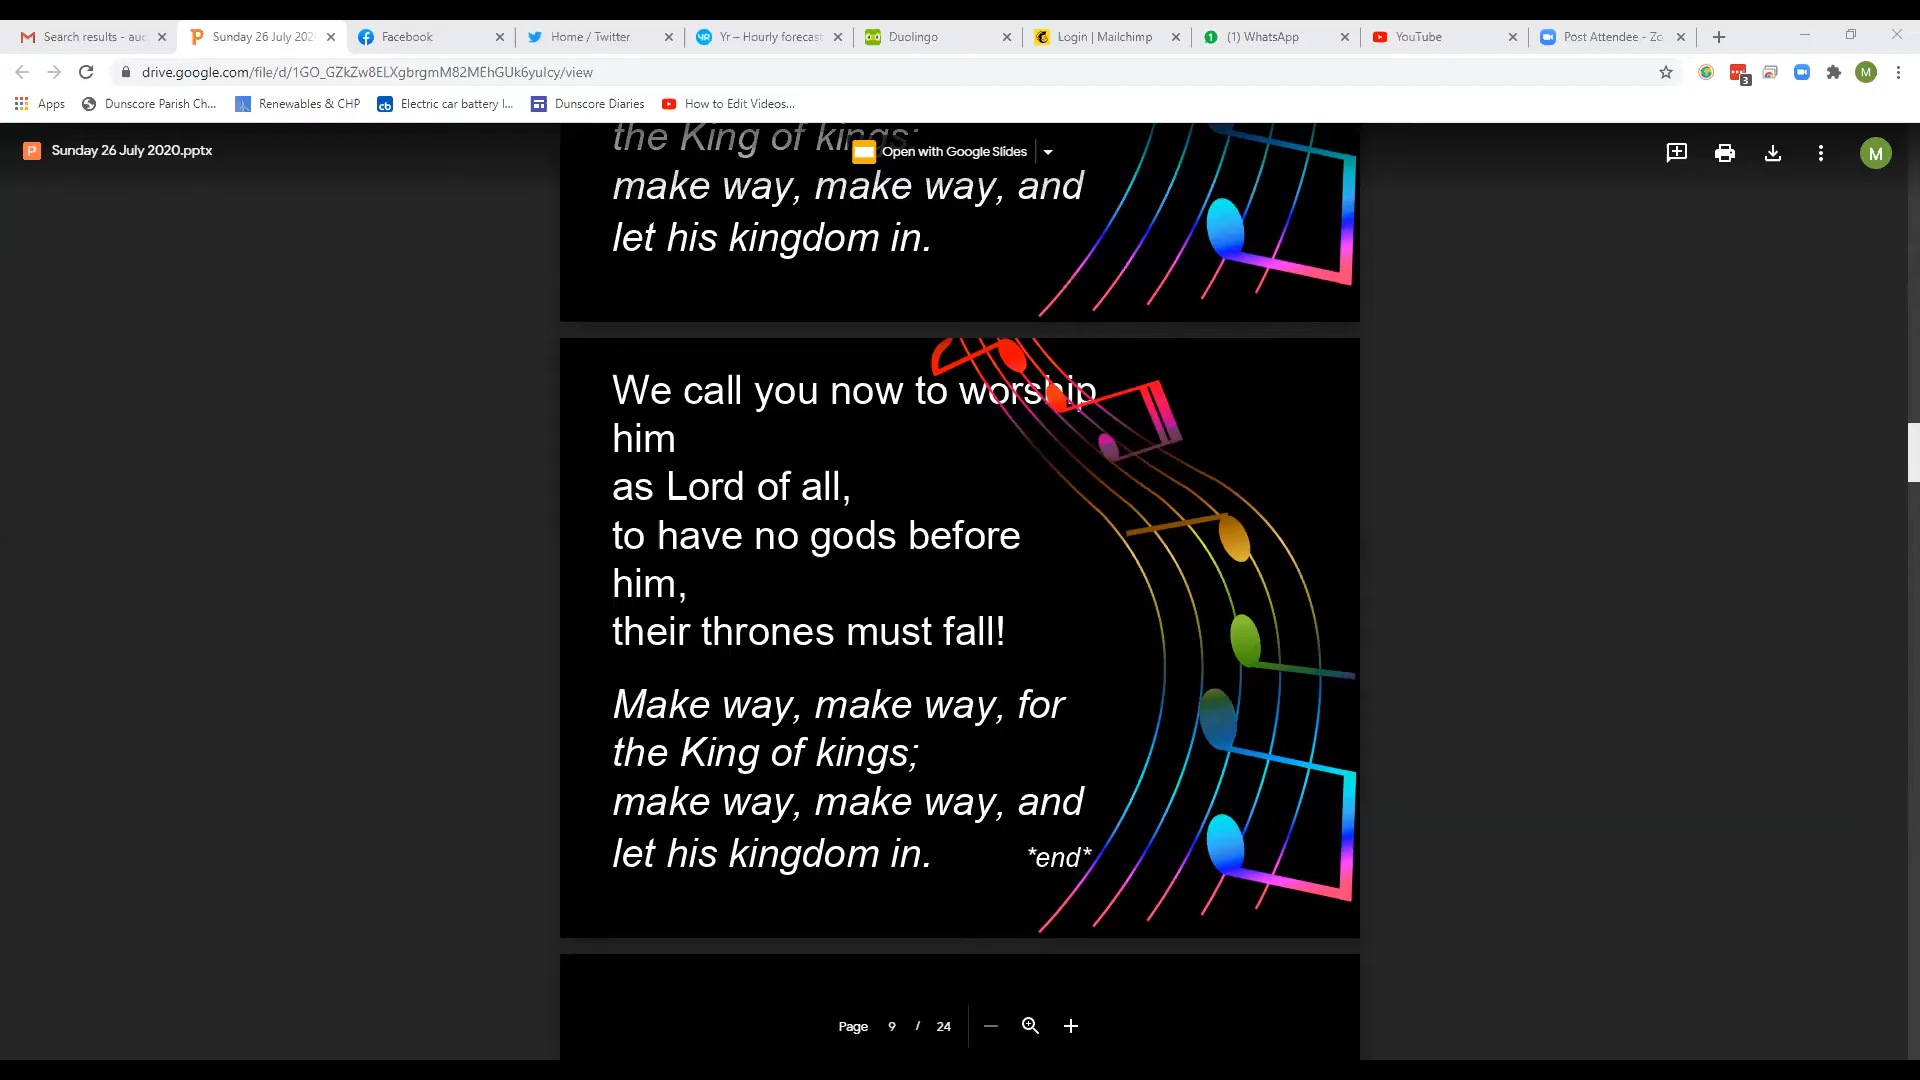 Search results - auc
Sunday 26 July 202
Facebook
Home / Twitter
Yr – Hourly forecast
Duolingo
Login | Mailchimp
(1) WhatsApp
YouTube
Post Attendee - Zo
drive.google.com/file/d/1GO_GZkZw8ELXgbrgmM82MEhGUk6yulcy/view
3
M
Apps
Dunscore Parish Ch...
Renewables & CHP
Electric car battery l...
Dunscore Diaries
How to Edit Videos...
P
Sunday 26 July 2020.pptx
Open with Google Slides
M
the King of kings;
make way, make way, and
let his kingdom in.
We call you now to worship
him
as Lord of all,
to have no gods before
him,
their thrones must fall!
Make way, make way, for
the King of kings;
make way, make way, and
let his kingdom in. *end*
Page 9 / 24